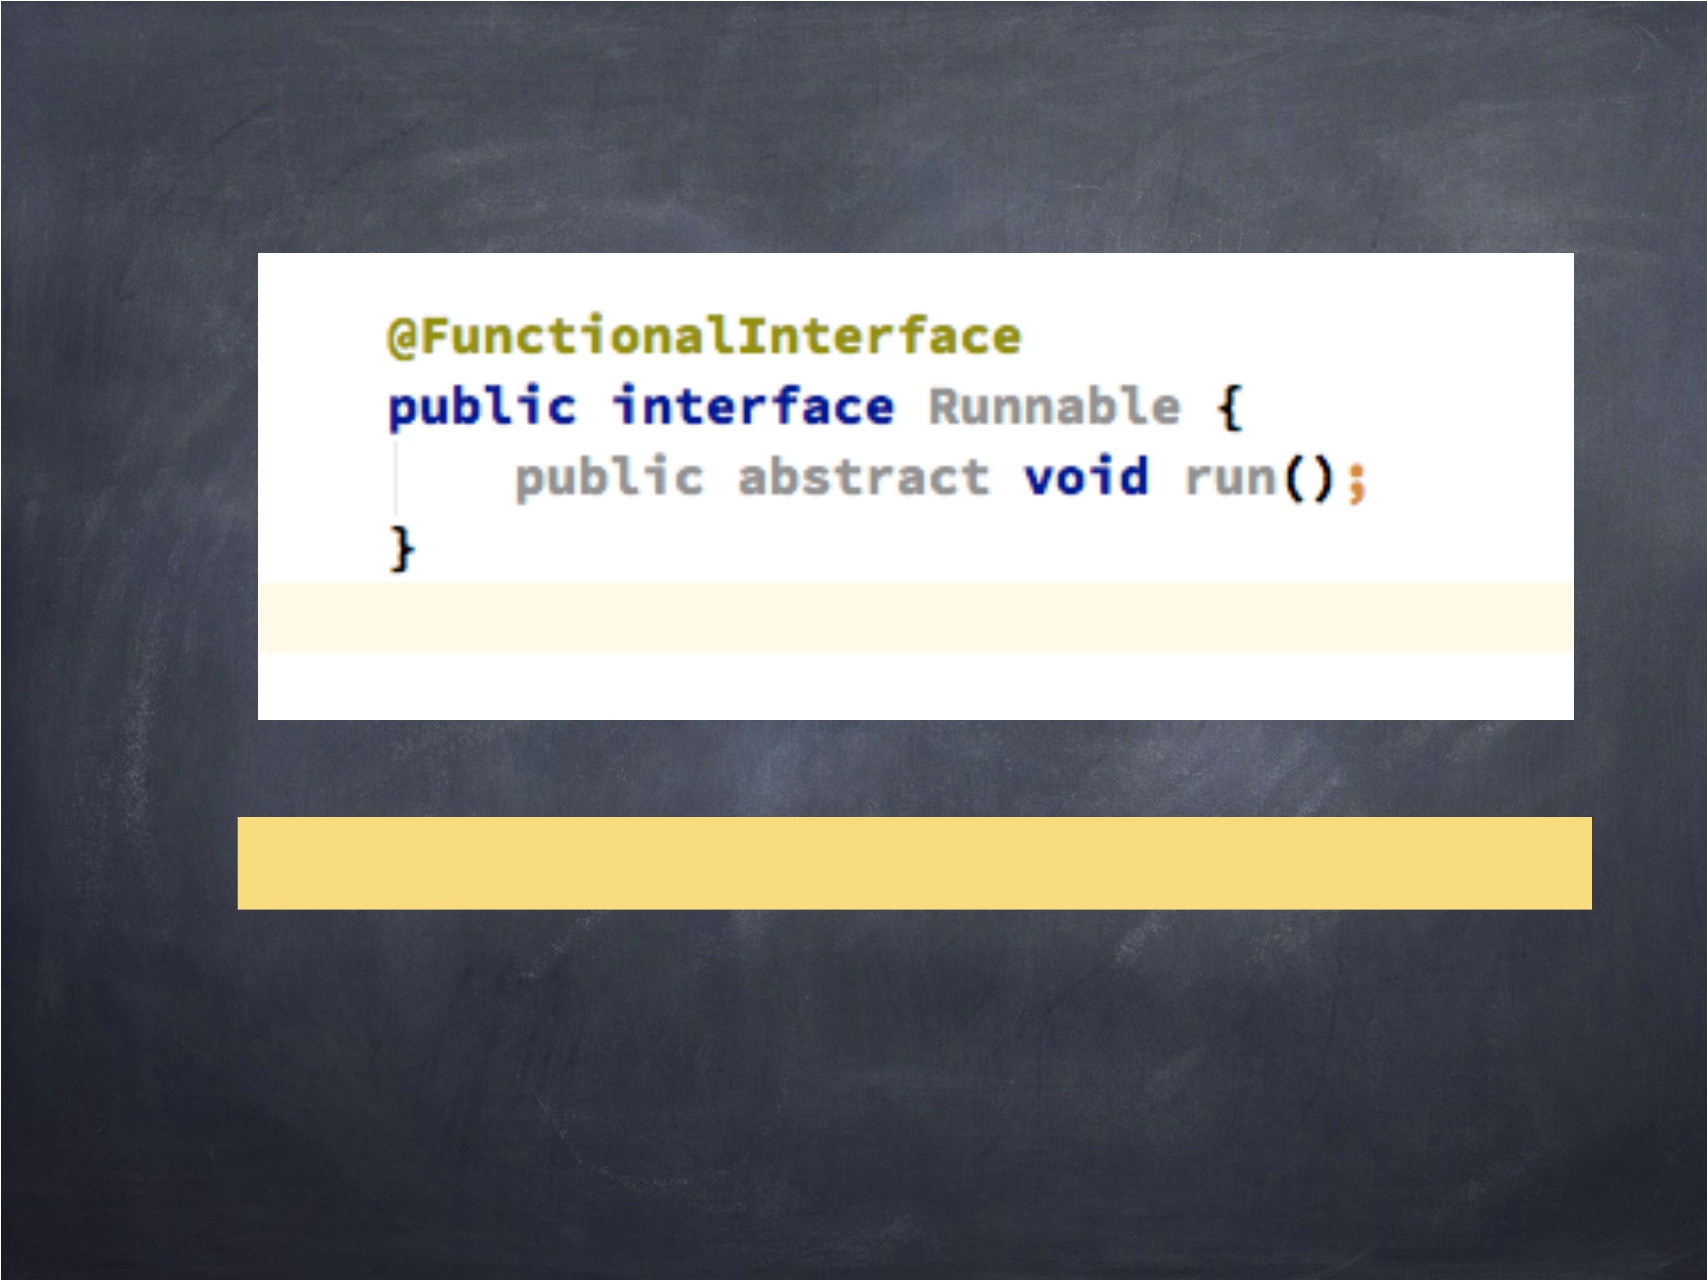 @FunctionalInterface
public interface Runnable {
    public abstract void run();
}